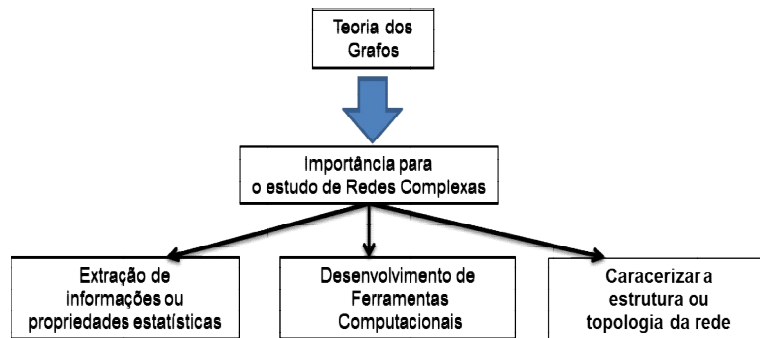 Teoria dos
Grafos
Importância para
o estudo de Redes Complexas
Extração de
informações ou
propriedades estatísticas
Desenvolvimento de
Ferramentas
Computacionais
Caracerizar a
estrutura ou
topologia da rede